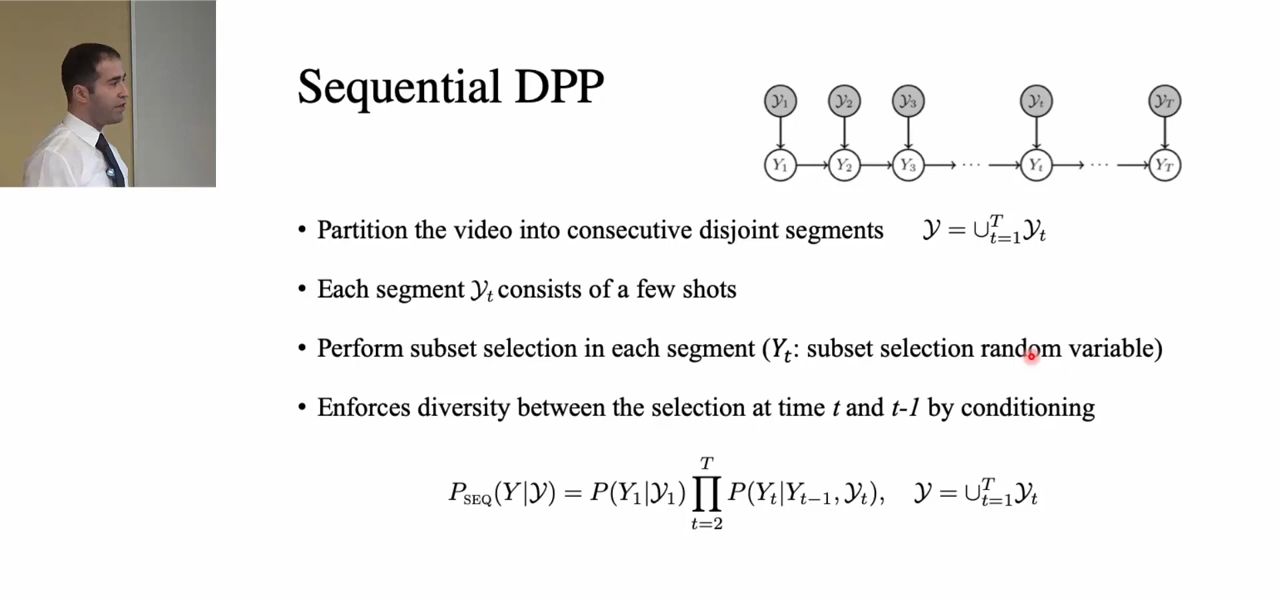 Sequential DPP
𝒴₁ 𝒴₂ 𝒴₃ 𝒴ₜ 𝒴_T
Y₁ Y₂ Y₃ ··· Yₜ ··· Y_T
• Partition the video into consecutive disjoint segments 𝒴 = ∪ᵀₜ₌₁𝒴ₜ
• Each segment 𝒴ₜ consists of a few shots
• Perform subset selection in each segment (Yₜ: subset selection random variable)
• Enforces diversity between the selection at time t and t-1 by conditioning
P_SEQ(Y|𝒴) = P(Y₁|𝒴₁) ∏ᵀₜ₌₂ P(Yₜ|Yₜ₋₁, 𝒴ₜ), 𝒴 = ∪ᵀₜ₌₁𝒴ₜ